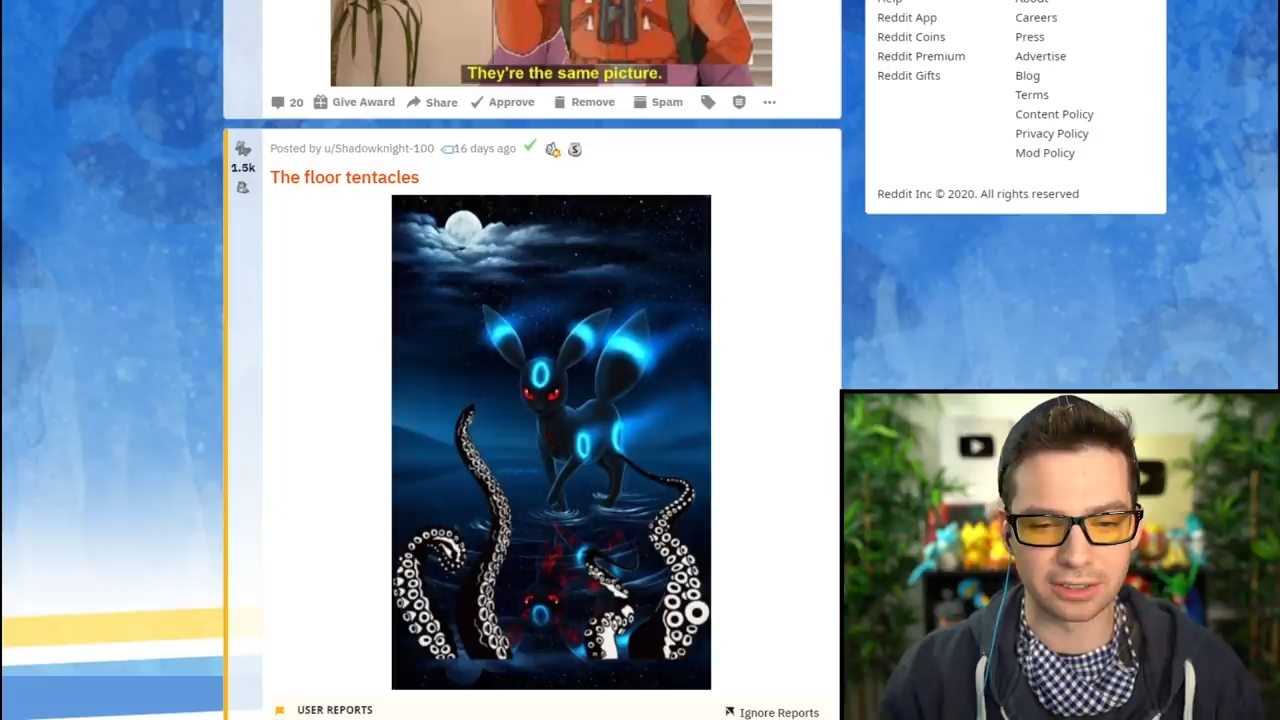 They're the same picture.
20 Give Award Share Approve Remove Spam
Posted by u/Shadowknight-100 16 days ago
1.5k
The floor tentacles
USER REPORTS
Ignore Reports
Reddit App
Careers
Reddit Coins
Press
Reddit Premium
Advertise
Reddit Gifts
Blog
Terms
Content Policy
Privacy Policy
Mod Policy
Reddit Inc © 2020. All rights reserved